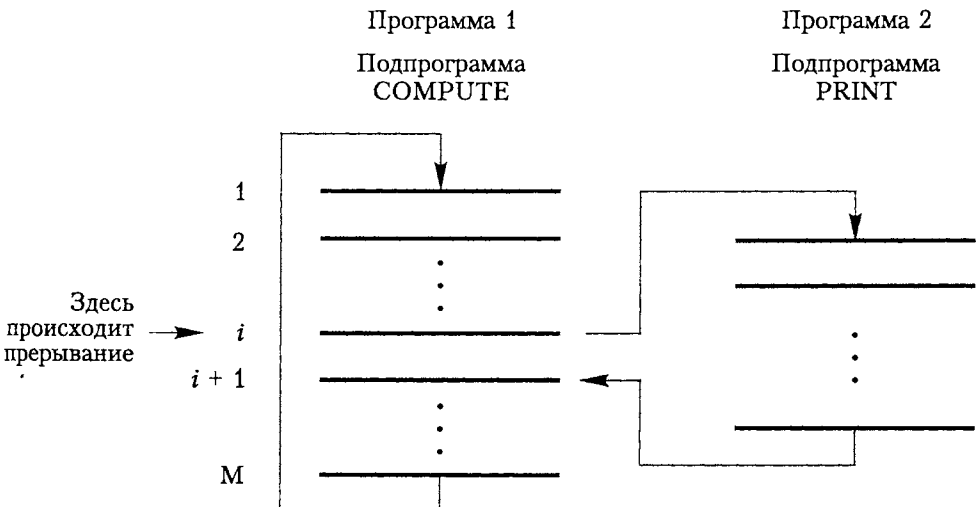 Программа 1
Подпрограмма
COMPUTE
Программа 2
Подпрограмма
PRINT
1
2
Здесь
происходит
прерывание
i
i + 1
M